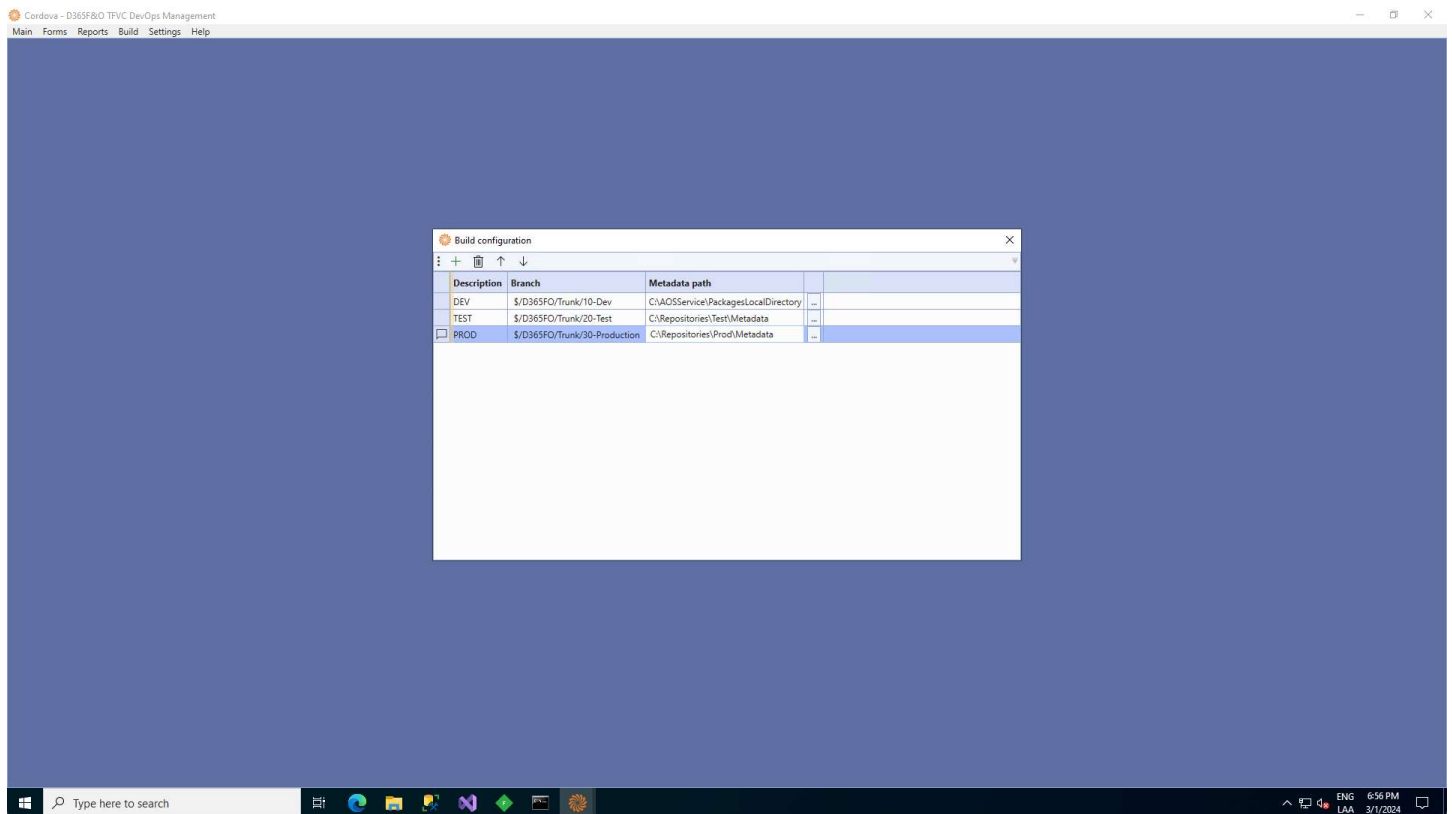 Cordova - D365F&O TFVC DevOps Management
Main Forms Reports Build Settings Help
Build configuration
Description Branch Metadata path
DEV $/D365FO/Trunk/10-Dev C:\AOSService\PackagesLocalDirectory ...
TEST $/D365FO/Trunk/20-Test C:\Repositories\Test\Metadata ...
PROD $/D365FO/Trunk/30-Production C:\Repositories\Prod\Metadata ...
Type here to search
ENG 6:56 PM
LAA 3/1/2024